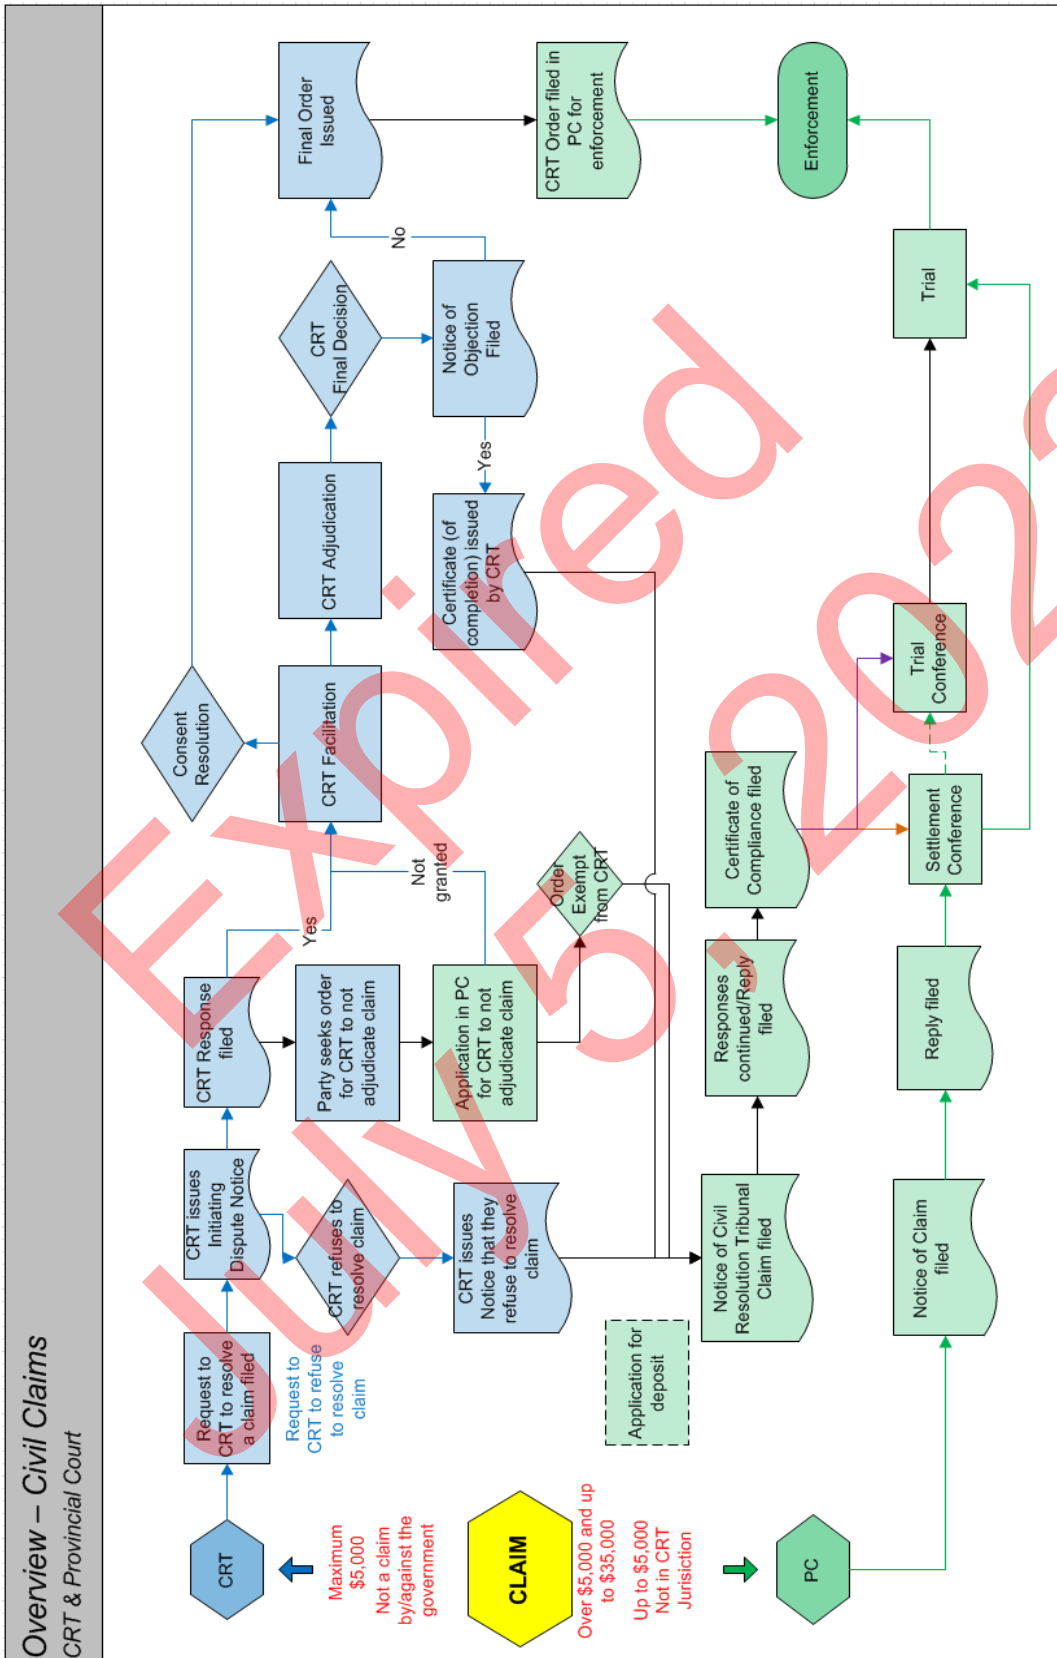 Overview – Civil Claims
CRT & Provincial Court
CRT
Maximum
$5,000
Not a claim
by/against the
government
CLAIM
Over $5,000 and up
to $35,000
Up to $5,000
Not in CRT
Jurisiction
PC
Request to
CRT to resolve
a claim filed
Request to
CRT to refuse
to resolve
claim
CRT issues
Initiating
Dispute Notice
CRT refuses to
resolve claim
CRT issues
Notice that they
refuse to resolve
claim
CRT Response
filed
Yes
Party seeks order
for CRT to not
adjudicate claim
Application in PC
for CRT to not
adjudicate claim
Not
granted
Order
Exempt
from CRT
Consent
Resolution
CRT Facilitation
CRT Adjudication
CRT
Final Decision
Notice of
Objection
Filed
No
Yes
Certificate (of
completion) issued
by CRT
Final Order
Issued
CRT Order filed in
PC for
enforcement
Enforcement
Application for
deposit
Notice of Civil
Resolution Tribunal
Claim filed
Responses
continued/Reply
filed
Certificate of
Compliance filed
Notice of Claim
filed
Reply filed
Settlement
Conference
Trial
Conference
Trial
Expired
July 5, 202